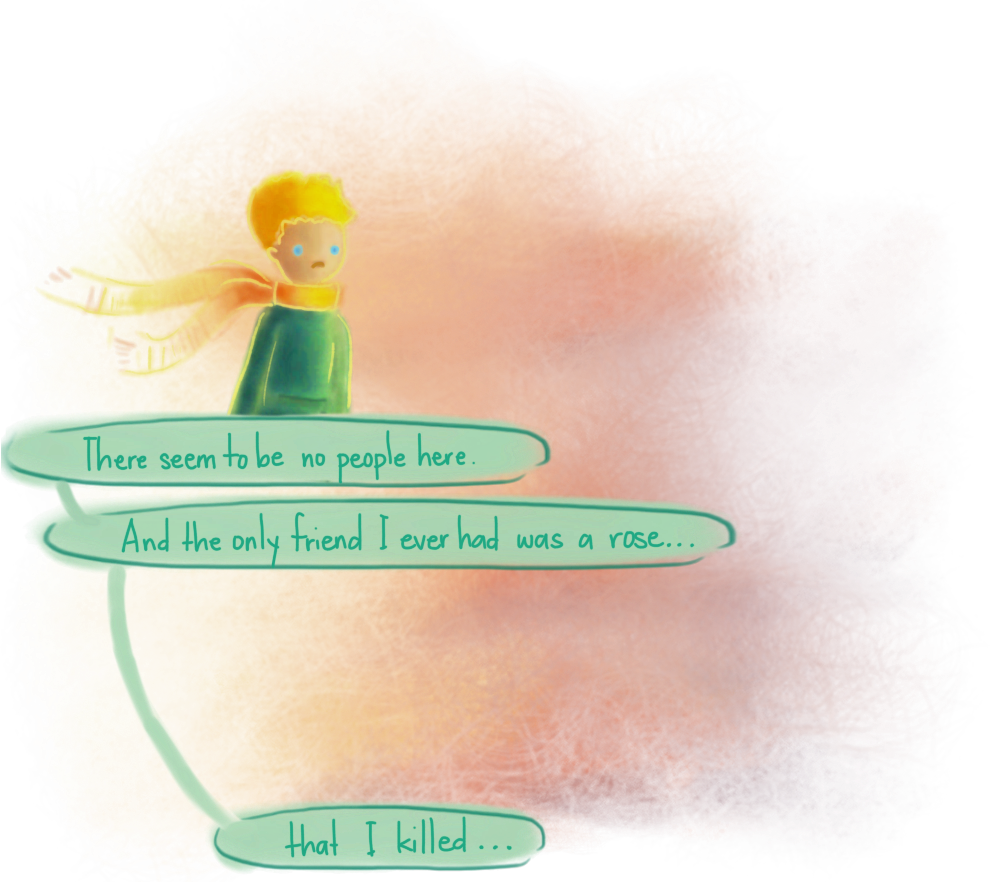 There seem to be no people here.
And the only friend I ever had was a rose...
that I killed...